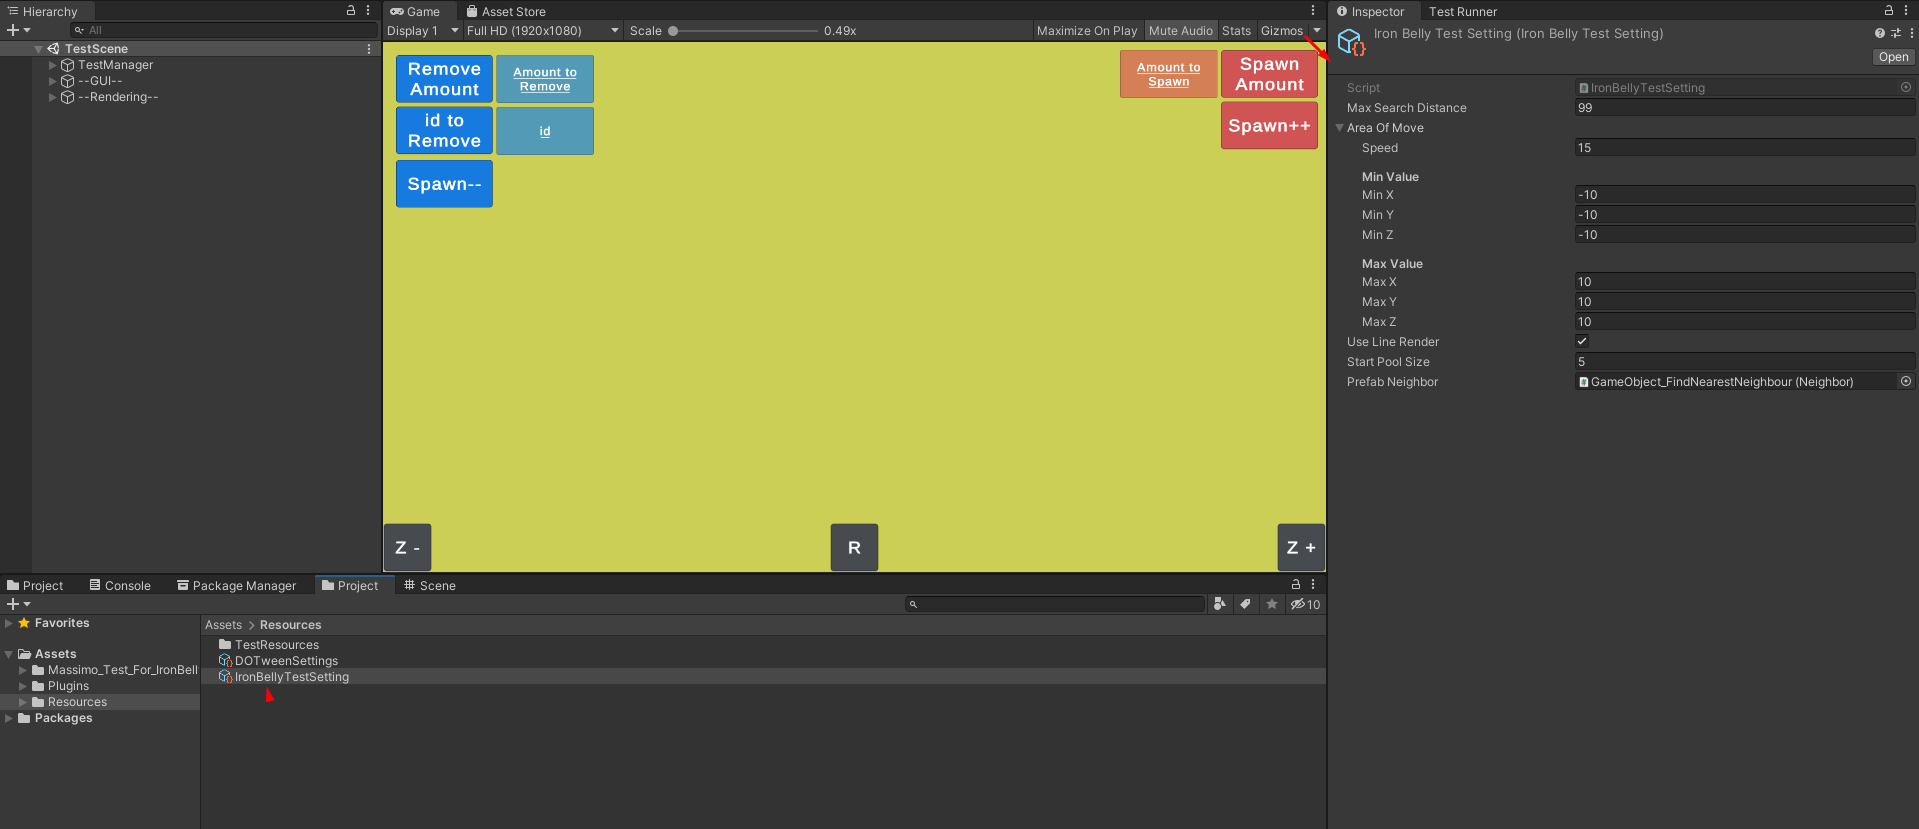 Hierarchy
All
TestScene
TestManager
--GUI--
--Rendering--
Game
Asset Store
Display 1
Full HD (1920x1080)
Scale
0.49x
Maximize On Play
Mute Audio
Stats
Gizmos
Remove
Amount
Amount to
Remove
id to
Remove
id
Spawn--
Amount to
Spawn
Spawn
Amount
Spawn++
Z -
R
Z +
Inspector
Test Runner
Iron Belly Test Setting (Iron Belly Test Setting)
Open
Script
IronBellyTestSetting
Max Search Distance
99
Area Of Move
Speed
15
Min Value
Min X
-10
Min Y
-10
Min Z
-10
Max Value
Max X
10
Max Y
10
Max Z
10
Use Line Render
Start Pool Size
5
Prefab Neighbor
GameObject_FindNearestNeighbour (Neighbor)
Project
Console
Package Manager
Project
Scene
10
Favorites
Assets
Massimo_Test_For_IronBell
Plugins
Resources
Packages
Assets > Resources
TestResources
DOTweenSettings
IronBellyTestSetting